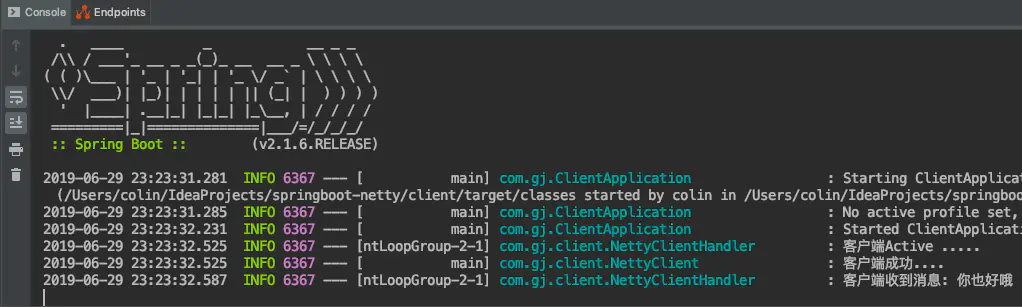 Console Endpoints
  .   ____          _            __ _ _
 /\\ / ___'_ __ _ _(_)_ __  __ _ \ \ \ \
( ( )\___ | '_ | '_| | '_ \/ _` | \ \ \ \
 \\/  ___)| |_)| | | | | || (_| |  ) ) ) )
  '  |____| .__|_| |_|_| |_\__, | / / / /
 =========|_|==============|___/=/_/_/_/
 :: Spring Boot ::        (v2.1.6.RELEASE)
2019-06-29 23:23:31.281  INFO 6367 --- [           main] com.gj.ClientApplication                 : Starting ClientApplica
(/Users/colin/IdeaProjects/springboot-netty/client/target/classes started by colin in /Users/colin/IdeaProjects/springbo
2019-06-29 23:23:31.285  INFO 6367 --- [           main] com.gj.ClientApplication                 : No active profile set,
2019-06-29 23:23:32.231  INFO 6367 --- [           main] com.gj.ClientApplication                 : Started ClientApplicati
2019-06-29 23:23:32.525  INFO 6367 --- [ntLoopGroup-2-1] com.gj.client.NettyClientHandler         : 客户端Active .....
2019-06-29 23:23:32.525  INFO 6367 --- [           main] com.gj.client.NettyClient                : 客户端成功....
2019-06-29 23:23:32.587  INFO 6367 --- [ntLoopGroup-2-1] com.gj.client.NettyClientHandler         : 客户端收到消息: 你也好哦